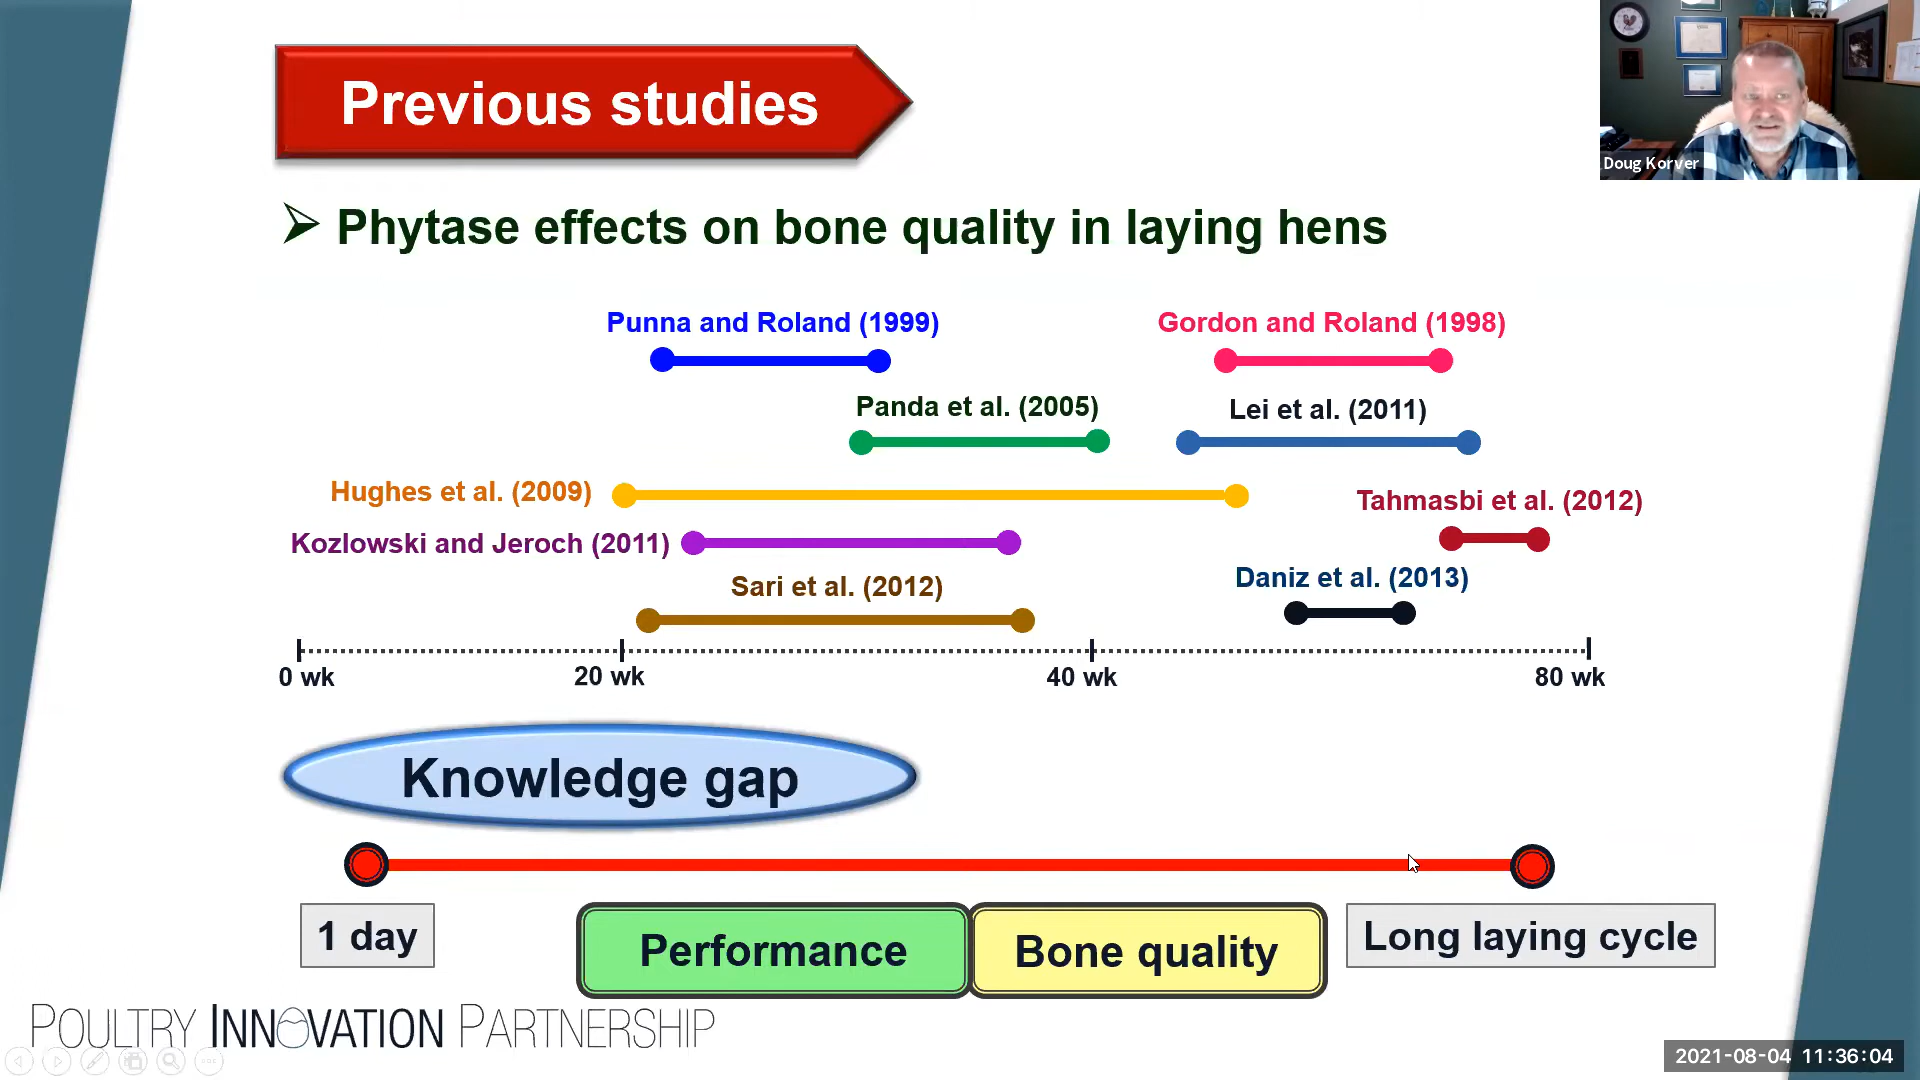 Previous studies
Doug Korver
➢ Phytase effects on bone quality in laying hens
Punna and Roland (1999)
Gordon and Roland (1998)
Panda et al. (2005)
Lei et al. (2011)
Hughes et al. (2009)
Tahmasbi et al. (2012)
Kozlowski and Jeroch (2011)
Daniz et al. (2013)
Sari et al. (2012)
0 wk
20 wk
40 wk
80 wk
Knowledge gap
1 day
Performance
Bone quality
Long laying cycle
POULTRY INNOVATION PARTNERSHIP
2021-08-04 11:36:04